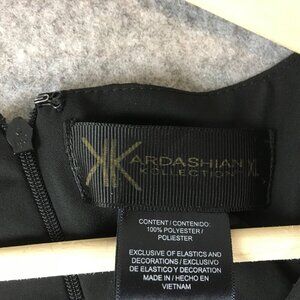 KARDASHIAN
KOLLECTION
XL
CONTENT / CONTENIDO:
100% POLYESTER /
POLIESTER
EXCLUSIVE OF ELASTICS AND
DECORATIONS / EXCLUSIVO
DE ELASTICO Y DECORATION
MADE IN / HECHO EN
VIETNAM